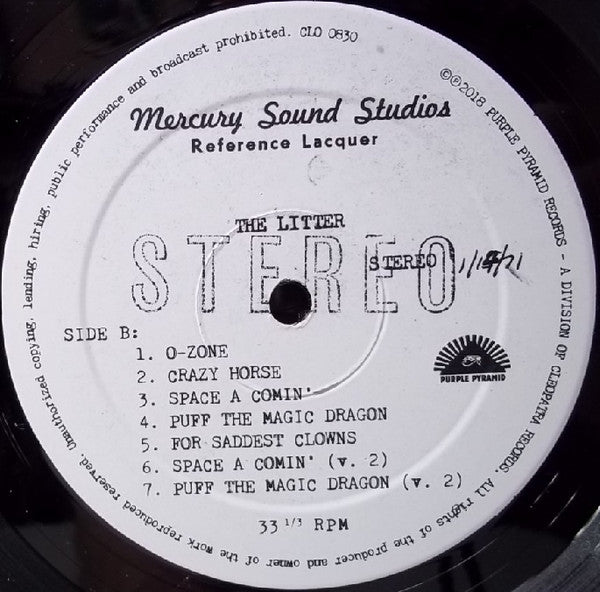 Unauthorized copying, lending, hiring, public performance and broadcast prohibited. CLO 0830
©℗2018 PURPLE PYRAMID RECORDS - A DIVISION OF CLEOPATRA RECORDS. All rights of the producer and owner of the work reproduced reserved.
Mercury Sound Studios
Reference Lacquer
THE LITTER
STEREO
STEREO
SIDE B:
1. O-ZONE
2. CRAZY HORSE
3. SPACE A COMIN'
4. PUFF THE MAGIC DRAGON
5. FOR SADDEST CLOWNS
6. SPACE A COMIN' (v. 2)
7. PUFF THE MAGIC DRAGON (v. 2)
PURPLE PYRAMID
33 1/3 RPM